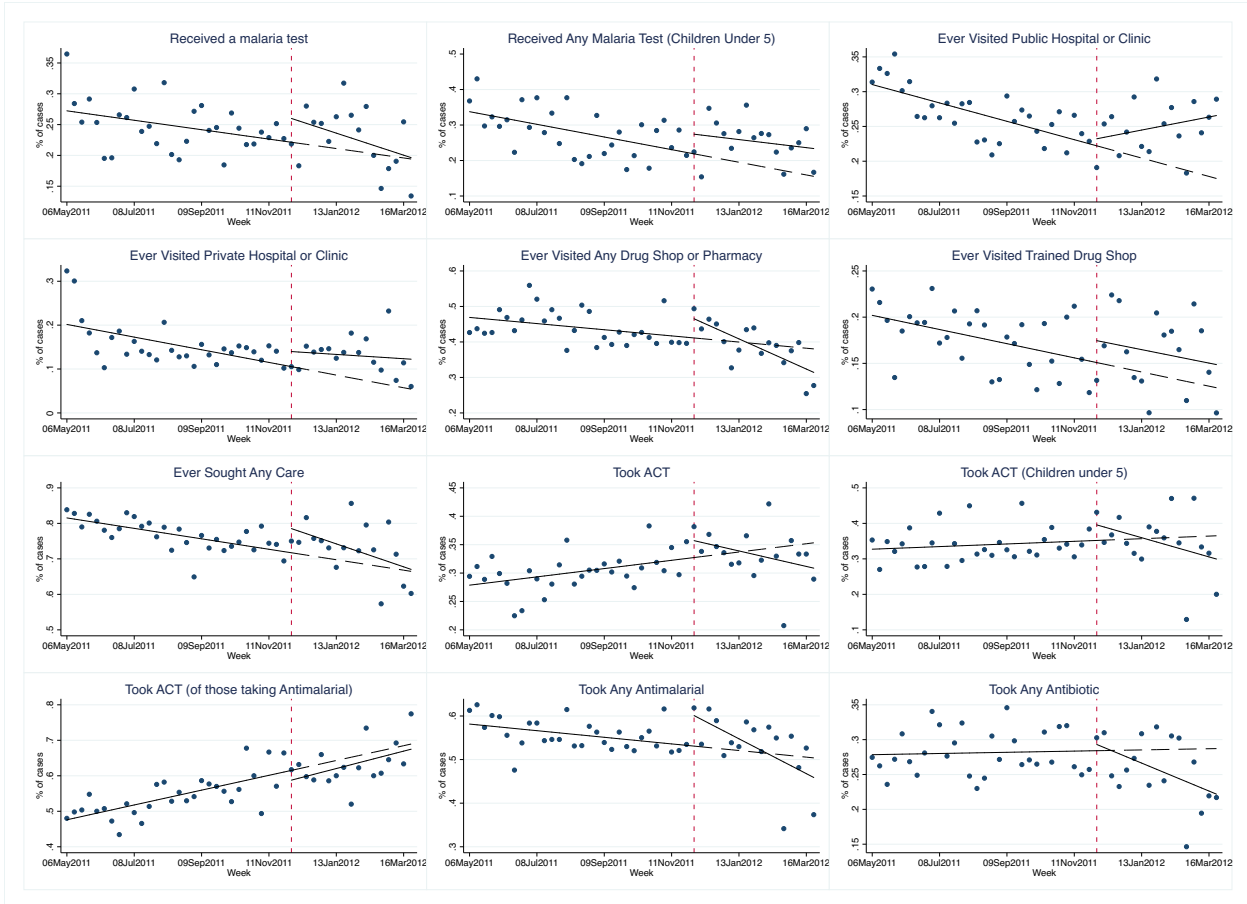 Received a malaria test
% of cases
.35
.3
.25
.2
.15
06May2011 08Jul2011 09Sep2011 11Nov2011 13Jan2012 16Mar2012
Week
Received Any Malaria Test (Children Under 5)
% of cases
.5
.4
.3
.2
.1
06May2011 08Jul2011 09Sep2011 11Nov2011 13Jan2012 16Mar2012
Week
Ever Visited Public Hospital or Clinic
% of cases
.35
.3
.25
.2
.15
06May2011 08Jul2011 09Sep2011 11Nov2011 13Jan2012 16Mar2012
Week
Ever Visited Private Hospital or Clinic
% of cases
.3
.2
.1
0
06May2011 08Jul2011 09Sep2011 11Nov2011 13Jan2012 16Mar2012
Week
Ever Visited Any Drug Shop or Pharmacy
% of cases
.6
.5
.4
.3
.2
06May2011 08Jul2011 09Sep2011 11Nov2011 13Jan2012 16Mar2012
Week
Ever Visited Trained Drug Shop
% of cases
.25
.2
.15
.1
06May2011 08Jul2011 09Sep2011 11Nov2011 13Jan2012 16Mar2012
Week
Ever Sought Any Care
% of cases
.9
.8
.7
.6
.5
06May2011 08Jul2011 09Sep2011 11Nov2011 13Jan2012 16Mar2012
Week
Took ACT
% of cases
.45
.4
.35
.3
.25
.2
06May2011 08Jul2011 09Sep2011 11Nov2011 13Jan2012 16Mar2012
Week
Took ACT (Children under 5)
% of cases
.5
.4
.3
.2
.1
06May2011 08Jul2011 09Sep2011 11Nov2011 13Jan2012 16Mar2012
Week
Took ACT (of those taking Antimalarial)
% of cases
.8
.7
.6
.5
.4
06May2011 08Jul2011 09Sep2011 11Nov2011 13Jan2012 16Mar2012
Week
Took Any Antimalarial
% of cases
.6
.5
.4
.3
06May2011 08Jul2011 09Sep2011 11Nov2011 13Jan2012 16Mar2012
Week
Took Any Antibiotic
% of cases
.35
.3
.25
.2
.15
06May2011 08Jul2011 09Sep2011 11Nov2011 13Jan2012 16Mar2012
Week